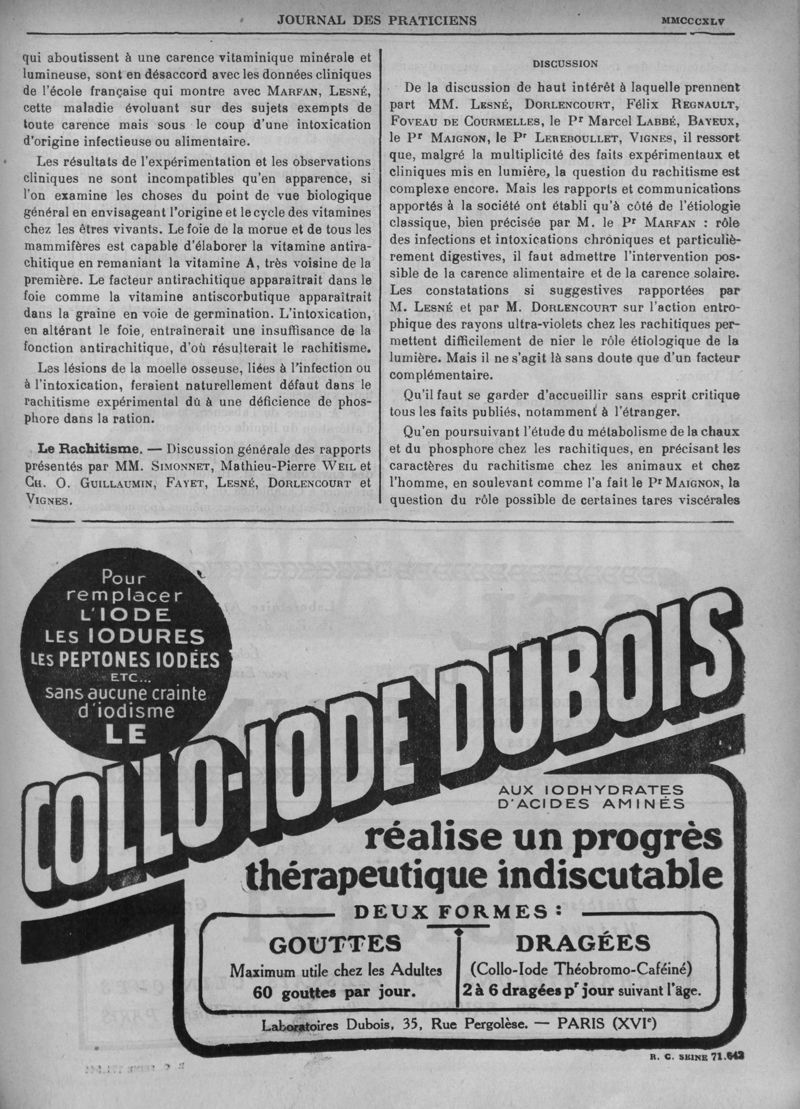 JOURNAL DES PRATICIENS
MMCCCXLV
qui aboutissent à une carence vitaminique minérale et
lumineuse, sont en désaccord avec les données cliniques
de l'école française qui montre avec MARFAN, LESNÉ,
cette maladie évoluant sur des sujets exempts de
toute carence mais sous le coup d'une intoxication
d'origine infectieuse ou alimentaire.
Les résultats de l'expérimentation et les observations
cliniques ne sont incompatibles qu'en apparence, si
l'on examine les choses du point de vue biologique
général en envisageant l'origine et le cycle des vitamines
chez les êtres vivants. Le foie de la morue et de tous les
mammifères est capable d'élaborer la vitamine antira-
chitique en remaniant la vitamine A, très voisine de la
première. Le facteur antirachitique apparaîtrait dans le
foie comme la vitamine antiscorbutique apparaîtrait
dans la graine en voie de germination. L'intoxication,
en altérant le foie, entraînerait une insuffisance de la
fonction antirachitique, d'où résulterait le rachitisme.
Les lésions de la moelle osseuse, liées à l'infection ou
à l'intoxication, feraient naturellement défaut dans le
rachitisme expérimental dû à une déficience de phos-
phore dans la ration.
Le Rachitisme. — Discussion générale des rapports
présentés par MM. SIMONNET, Mathieu-Pierre WEIL et
CH. O. GUILLAUMIN, FAYET, LESNÉ, DORLENCOURT et
VIGNES.
DISCUSSION
De la discussion de haut intérêt à laquelle prennent
part MM. LESNÉ, DORLENCOURT, Félix REGNAULT,
FOVEAU DE COURMELLES, le Pr Marcel LABBÉ, BAYEUX,
le Pr MAIGNON, le Pr LEREBOULLET, VIGNES, il ressort
que, malgré la multiplicité des faits expérimentaux et
cliniques mis en lumière, la question du rachitisme est
complexe encore. Mais les rapports et communications
apportés à la société ont établi qu'à côté de l'étiologie
classique, bien précisée par M. le Pr MARFAN : rôle
des infections et intoxications chroniques et particuliè-
rement digestives, il faut admettre l'intervention pos-
sible de la carence alimentaire et de la carence solaire.
Les constatations si suggestives rapportées par
M. LESNÉ et par M. DORLENCOURT sur l'action entro-
phique des rayons ultra-violets chez les rachitiques per-
mettent difficilement de nier le rôle étiologique de la
lumière. Mais il ne s'agit là sans doute que d'un facteur
complémentaire.
Qu'il faut se garder d'accueillir sans esprit critique
tous les faits publiés, notamment à l'étranger.
Qu'en poursuivant l'étude du métabolisme de la chaux
et du phosphore chez les rachitiques, en précisant les
caractères du rachitisme chez les animaux et chez
l'homme, en soulevant comme l'a fait le Pr MAIGNON, la
question du rôle possible de certaines tares viscérales
Pour
remplacer
L'IODE
LES IODURES
LES PEPTONES IODÉES
ETC...
sans aucune crainte
d'iodisme
LE
COLLO-IODE DUBOIS
AUX IODHYDRATES
D'ACIDES AMINÉS
réalise un progrès
thérapeutique indiscutable
DEUX FORMES :
GOUTTES
Maximum utile chez les Adultes
60 gouttes par jour.
DRAGÉES
(Collo-Iode Théobromo-Caféiné)
2 à 6 dragées pr jour suivant l'âge.
Laboratoires Dubois, 35, Rue Pergolèse. — PARIS (XVIe)
R. C. SEINE 71.642